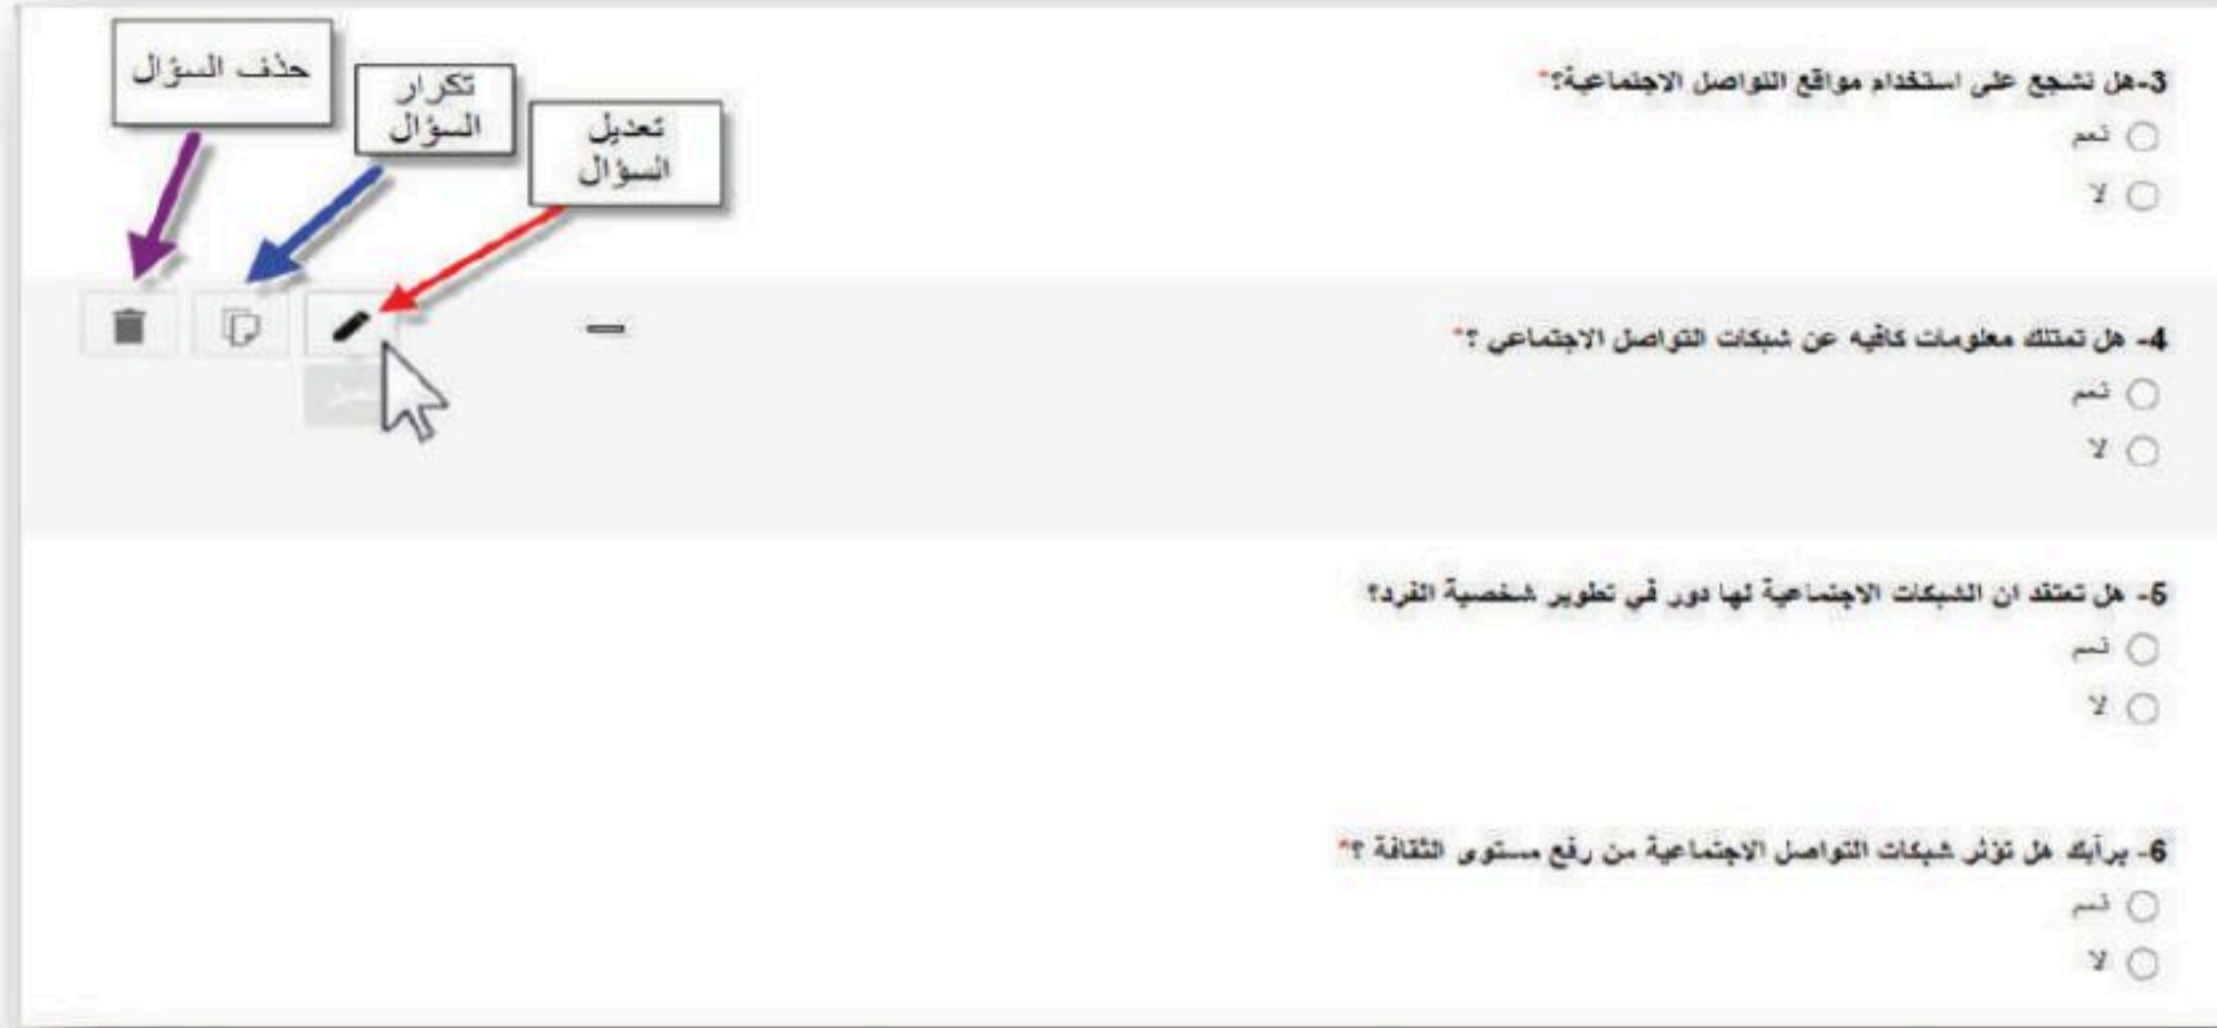 حذف السؤال
تكرار
السؤال
تعديل
السؤال
3-هل تشجع على استخدام مواقع التواصل الاجتماعية؟*
نعم
لا
4- هل تمتلك معلومات كافيه عن شبكات التواصل الاجتماعي ؟*
نعم
لا
5- هل تعتقد ان الشبكات الاجتماعية لها دور في تطوير شخصية الفرد؟
نعم
لا
6- برأيك هل تؤثر شبكات التواصل الاجتماعية من رفع مستوى الثقافة ؟*
نعم
لا